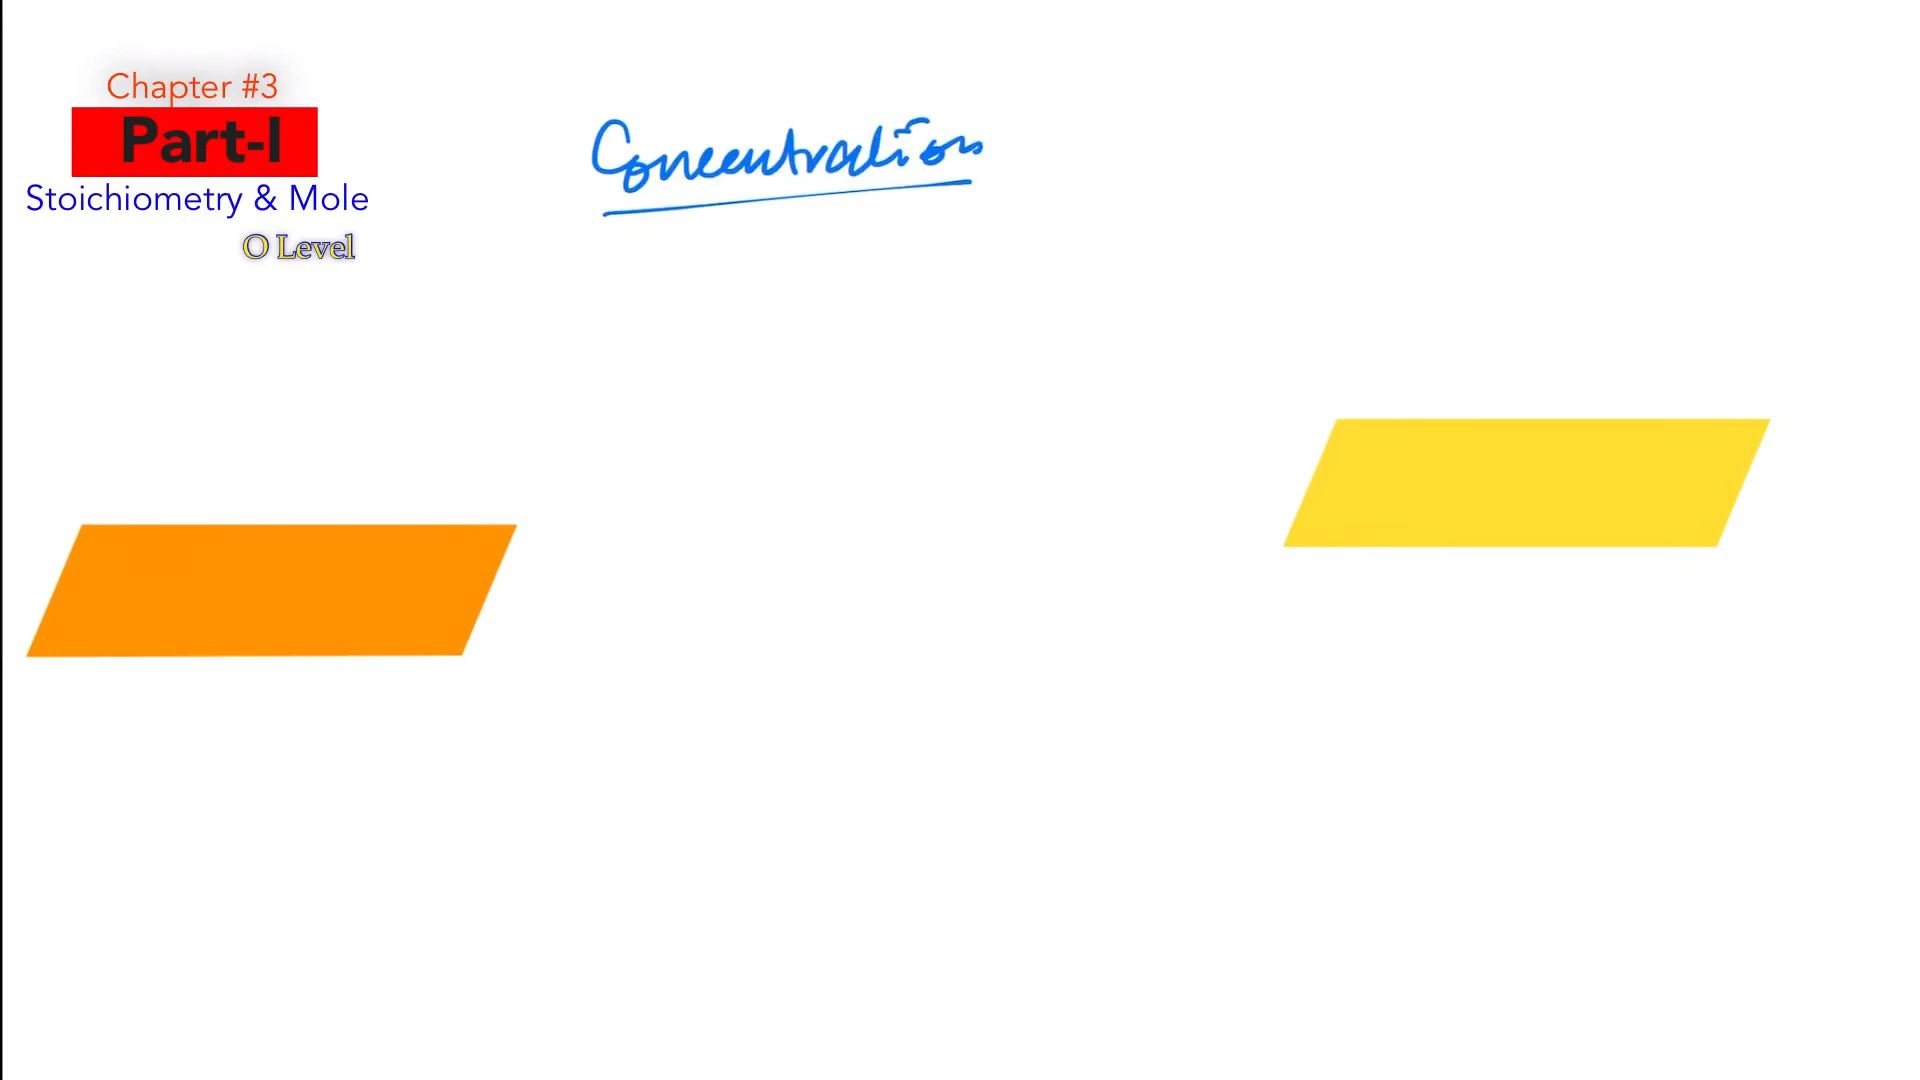 Chapter #3
Part-I
Stoichiometry & Mole
O Level
Concentration